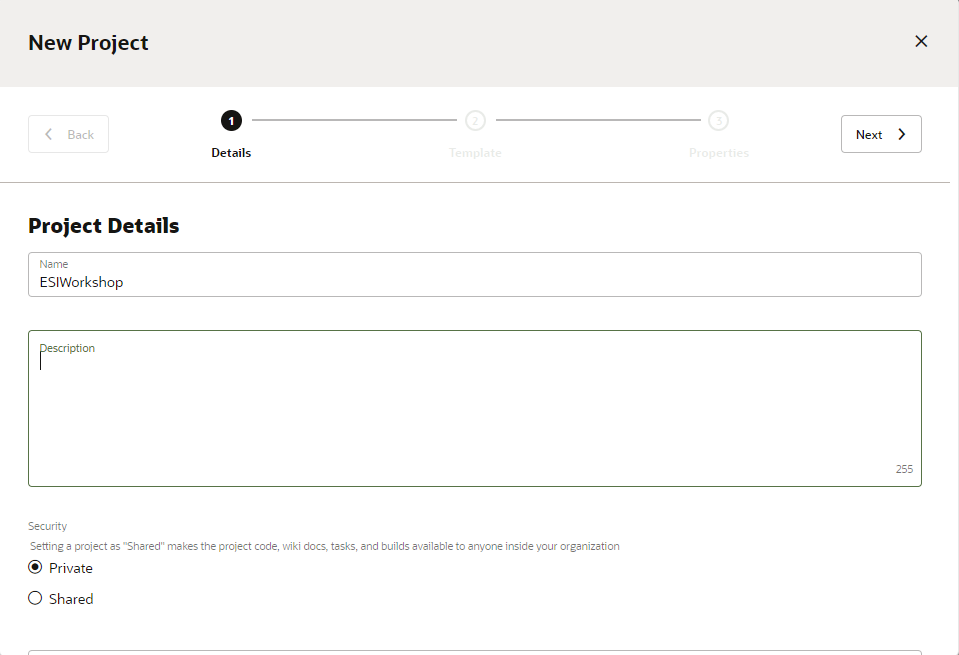 New Project
Back
1
2
3
Next
Details
Template
Properties
Project Details
Name
ESIWorkshop
Description
255
Security
Setting a project as "Shared" makes the project code, wiki docs, tasks, and builds available to anyone inside your organization
Private
Shared